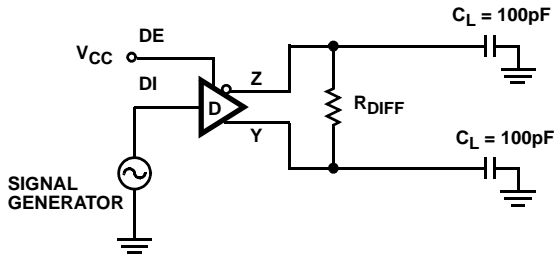 C_L = 100pF
DE
V_CC
DI
Z
D
R_DIFF
Y
C_L = 100pF
SIGNAL
GENERATOR